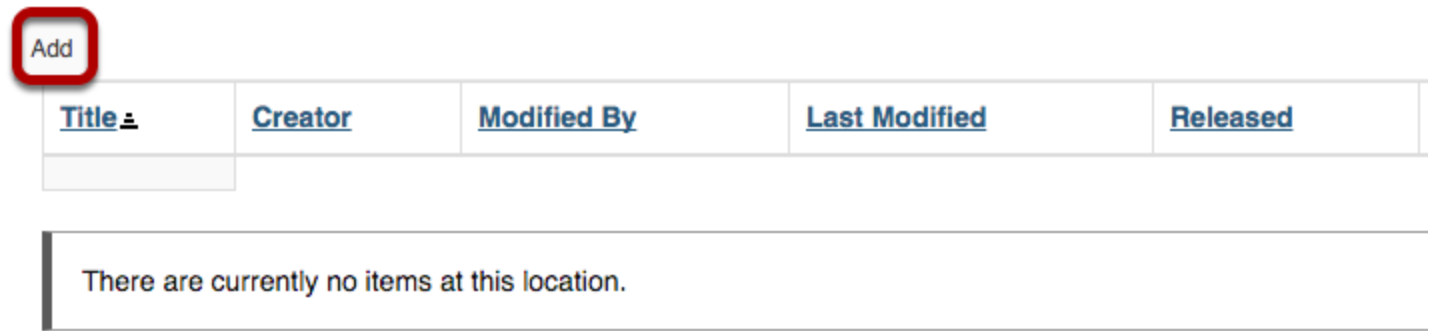 Add
Title Creator Modified By Last Modified Released
There are currently no items at this location.